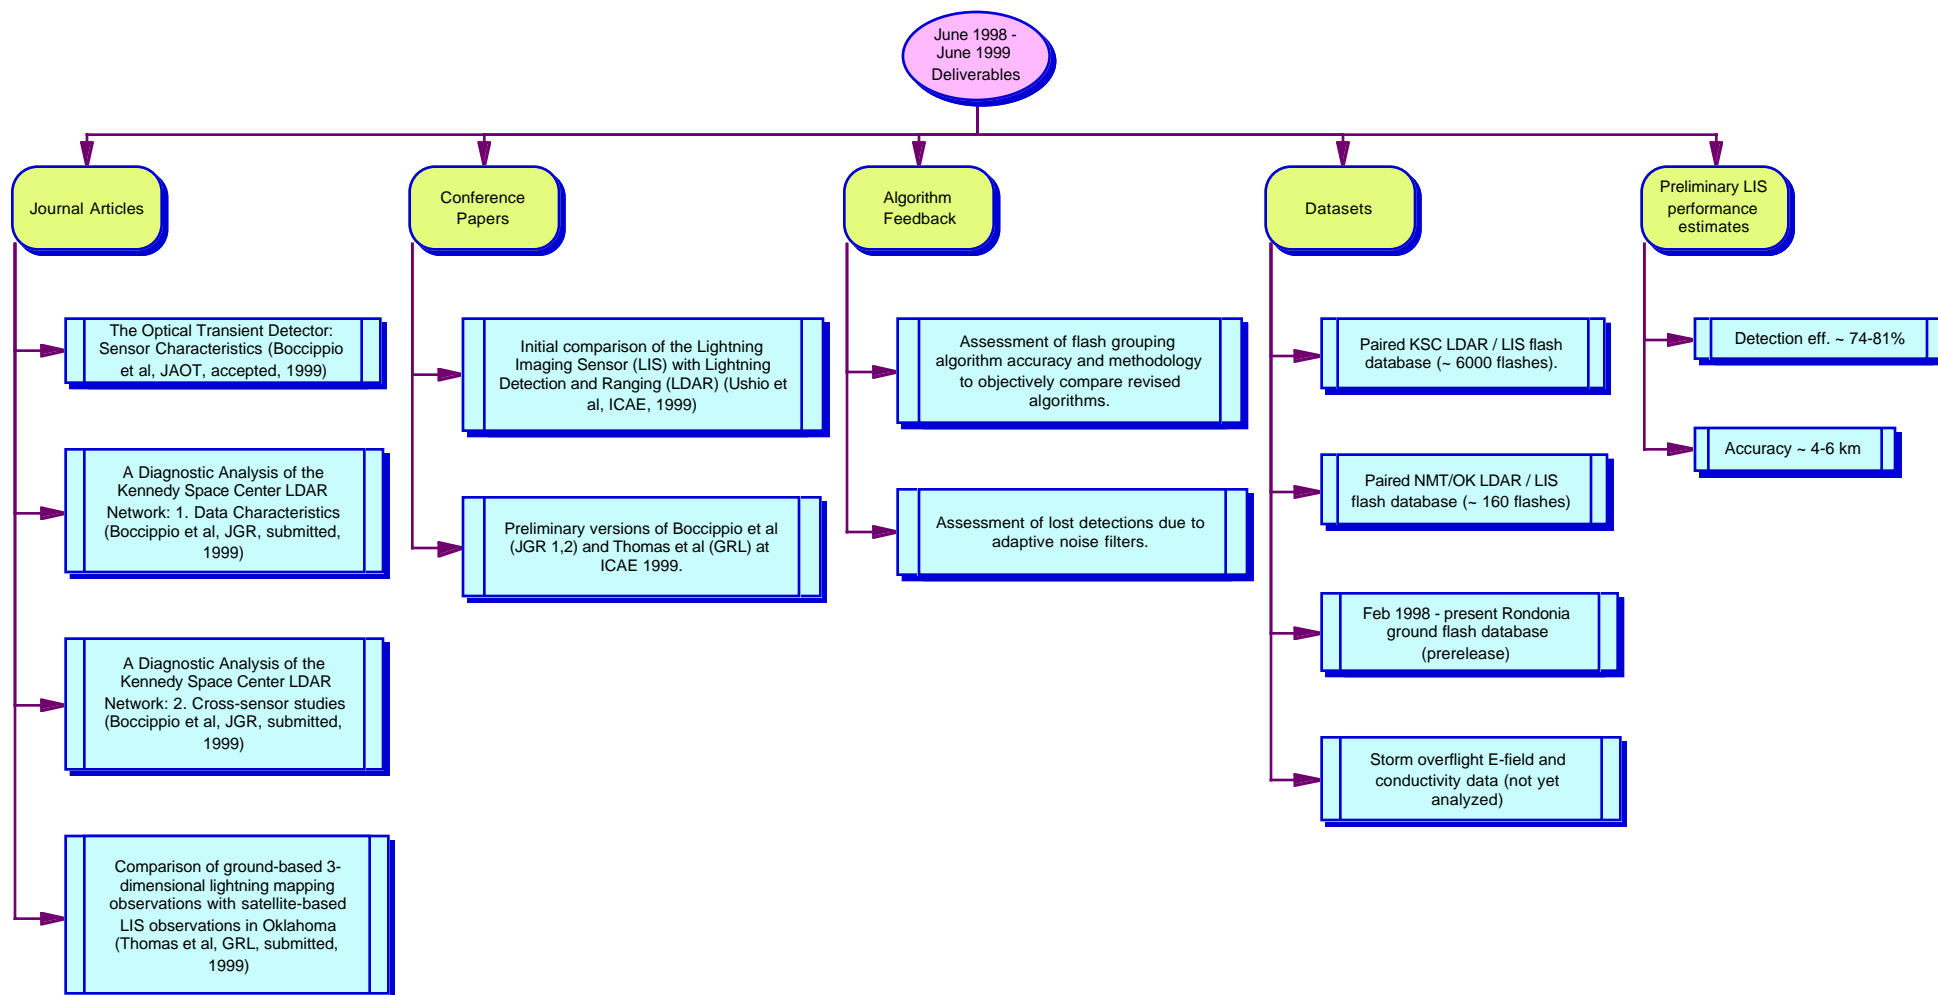 June 1998 -
June 1999
Deliverables
Journal Articles
The Optical Transient Detector:
Sensor Characteristics (Boccippio
et al, JAOT, accepted, 1999)
A Diagnostic Analysis of the
Kennedy Space Center LDAR
Network: 1. Data Characteristics
(Boccippio et al, JGR, submitted,
1999)
A Diagnostic Analysis of the
Kennedy Space Center LDAR
Network: 2. Cross-sensor studies
(Boccippio et al, JGR, submitted,
1999)
Comparison of ground-based 3-
dimensional lightning mapping
observations with satellite-based
LIS observations in Oklahoma
(Thomas et al, GRL, submitted,
1999)
Conference
Papers
Initial comparison of the Lightning
Imaging Sensor (LIS) with Lightning
Detection and Ranging (LDAR) (Ushio et
al, ICAE, 1999)
Preliminary versions of Boccippio et al
(JGR 1,2) and Thomas et al (GRL) at
ICAE 1999.
Algorithm
Feedback
Assessment of flash grouping
algorithm accuracy and methodology
to objectively compare revised
algorithms.
Assessment of lost detections due to
adaptive noise filters.
Datasets
Paired KSC LDAR / LIS flash
database (~ 6000 flashes).
Paired NMT/OK LDAR / LIS
flash database (~ 160 flashes)
Feb 1998 - present Rondonia
ground flash database
(prerelease)
Storm overflight E-field and
conductivity data (not yet
analyzed)
Preliminary LIS
performance
estimates
Detection eff. ~ 74-81%
Accuracy ~ 4-6 km